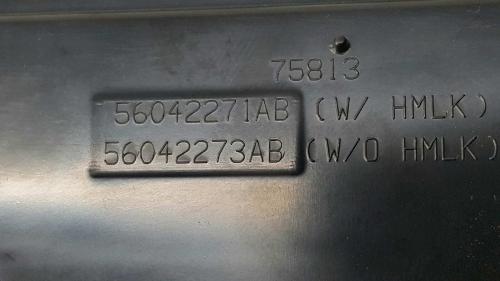 75813
56042271AB (W/ HMLK)
56042273AB (W/O HMLK)